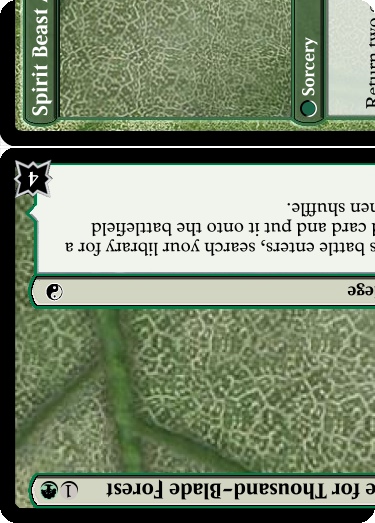 Spirit Beast
Sorcery
Return two
e for Thousand-Blade Forest
1
ege
s battle enters, search your library for a
d card and put it onto the battlefield
hen shuffle.
4